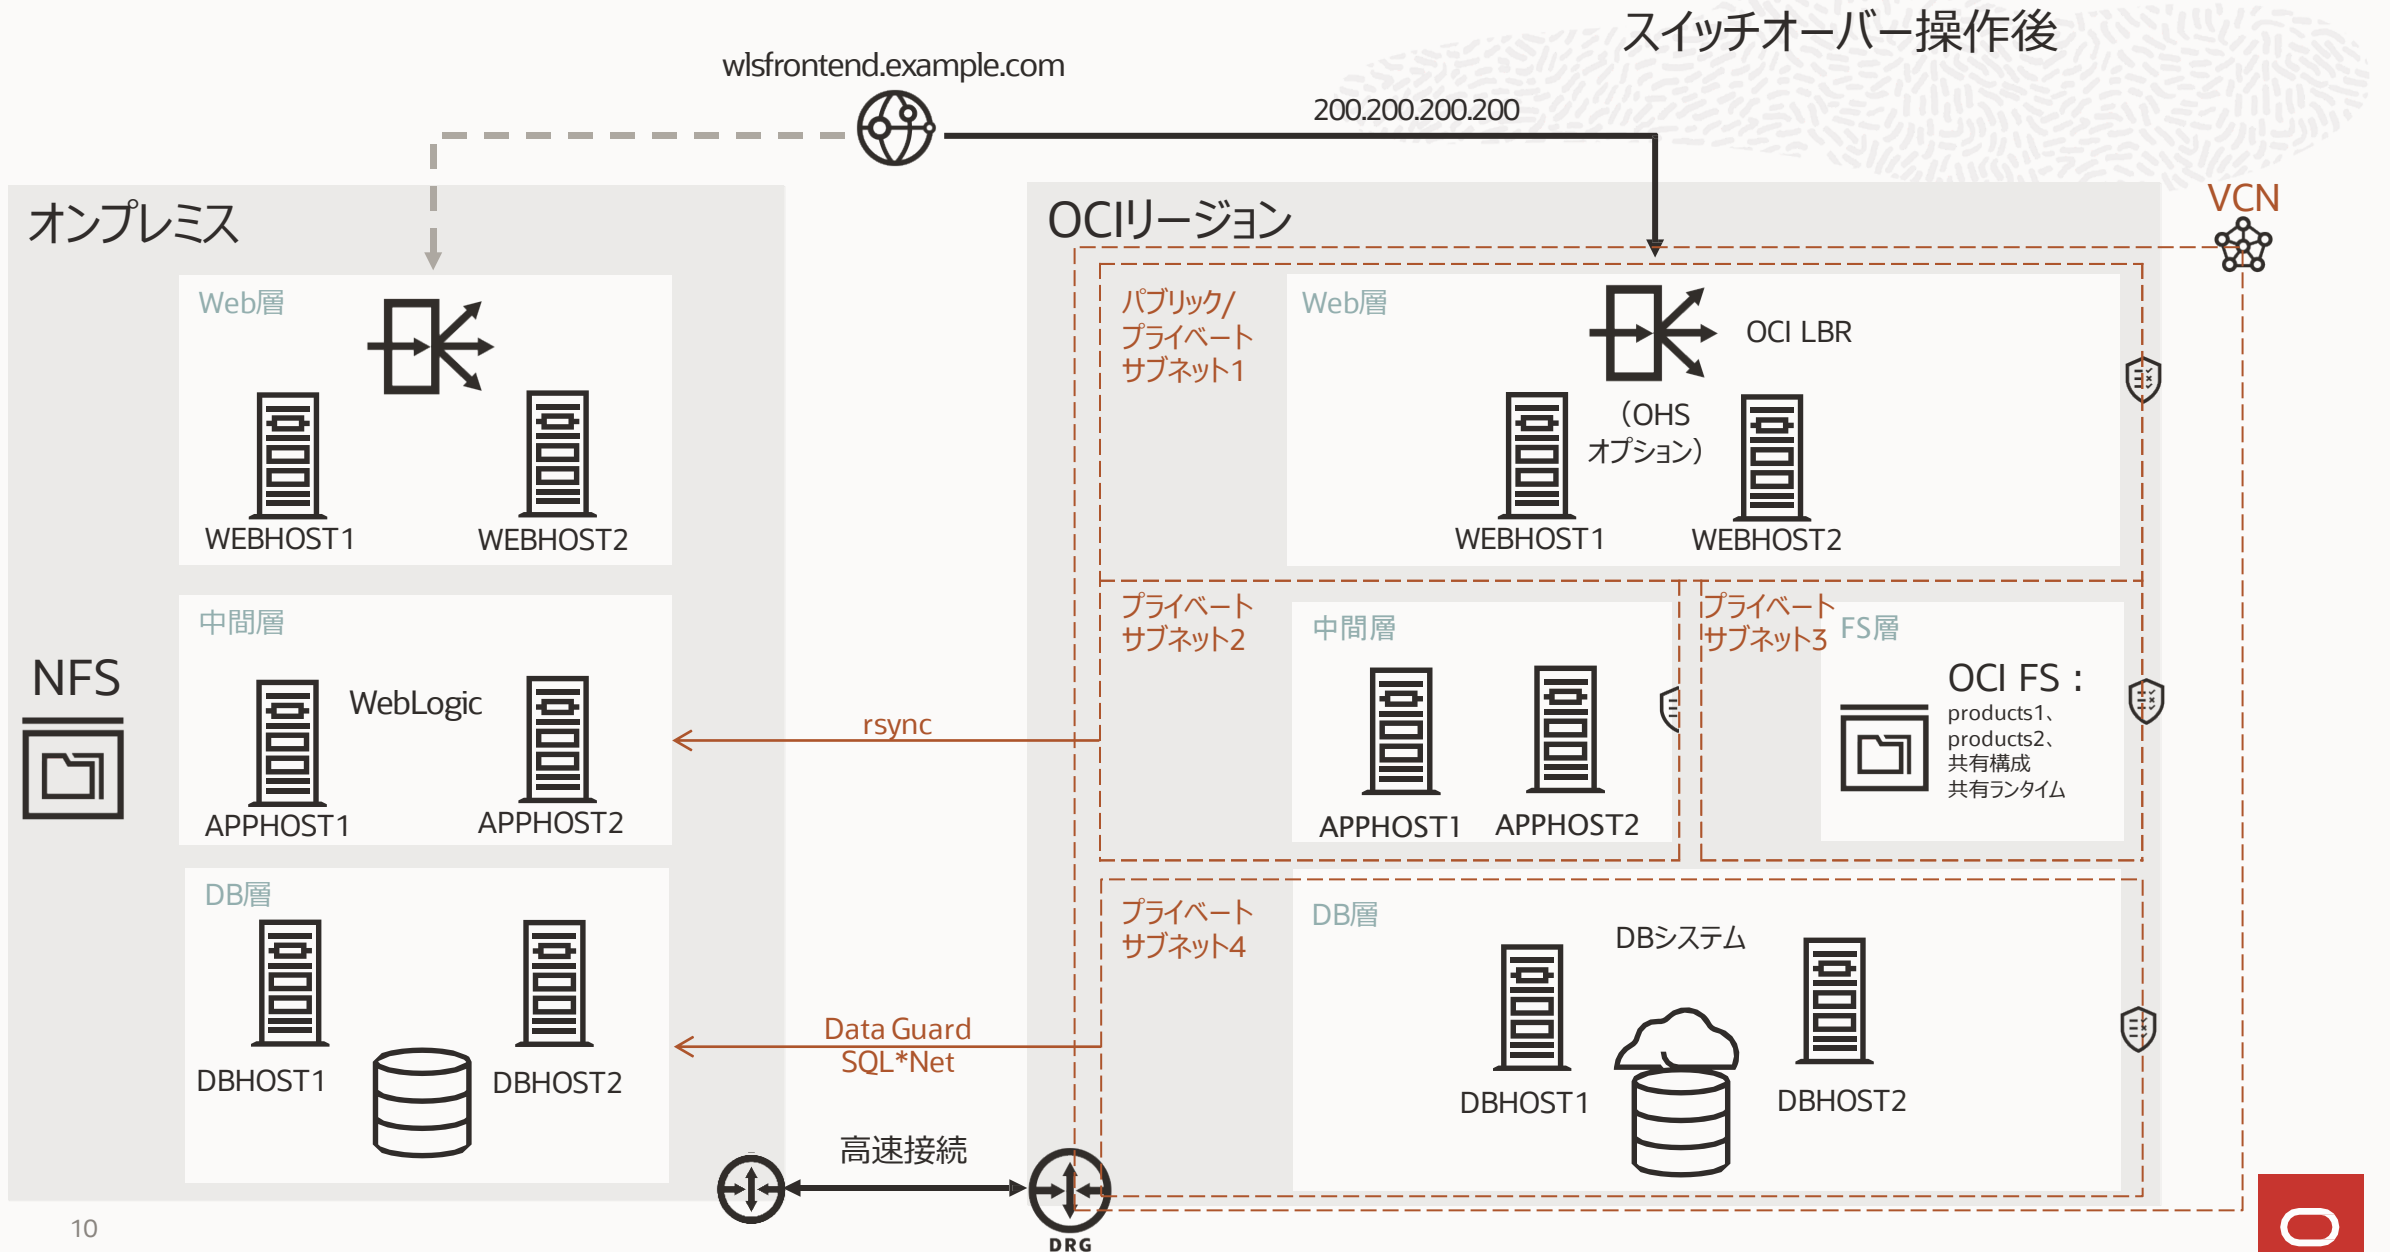 スイッチオーバー操作後
wlsfrontend.example.com
200.200.200.200
オンプレミス
Web層
WEBHOST1
WEBHOST2
中間層
NFS
WebLogic
APPHOST1
APPHOST2
DB層
DBHOST1
DBHOST2
rsync
Data Guard
SQL*Net
高速接続
DRG
OCIリージョン
VCN
パブリック/
プライベート
サブネット1
Web層
OCI LBR
（OHS
オプション）
WEBHOST1
WEBHOST2
プライベート
サブネット2
中間層
APPHOST1
APPHOST2
プライベート
サブネット3
FS層
OCI FS：
products1、
products2、
共有構成
共有ランタイム
プライベート
サブネット4
DB層
DBシステム
DBHOST1
DBHOST2
10